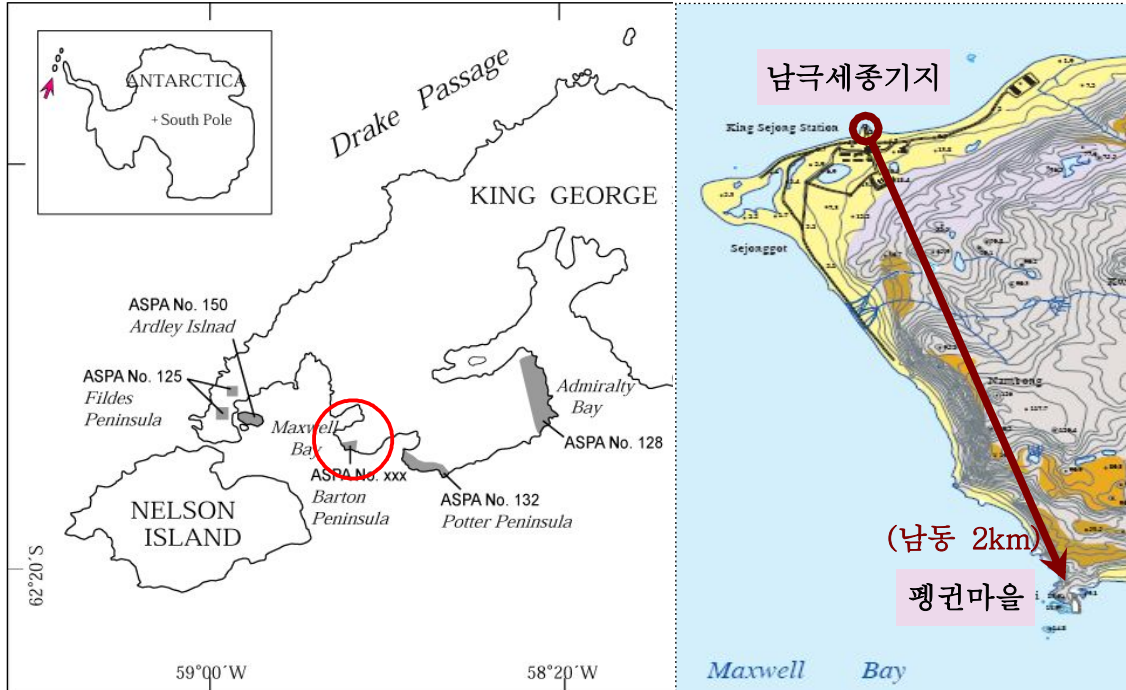 ANTARCTICA
South Pole
Drake Passage
KING GEORGE
ASPA No. 150
Ardley Islnad
ASPA No. 125
Fildes
Peninsula
Maxwell
Bay
ASPA No. xxx
Barton
Peninsula
Admiralty
Bay
ASPA No. 128
ASPA No. 132
Potter Peninsula
NELSON
ISLAND
62°20´S
59°00´W
58°20´W
남극세종기지
King Sejong Station
Sejonggot
Nambong
(남동 2km)
펭귄마을
Maxwell Bay